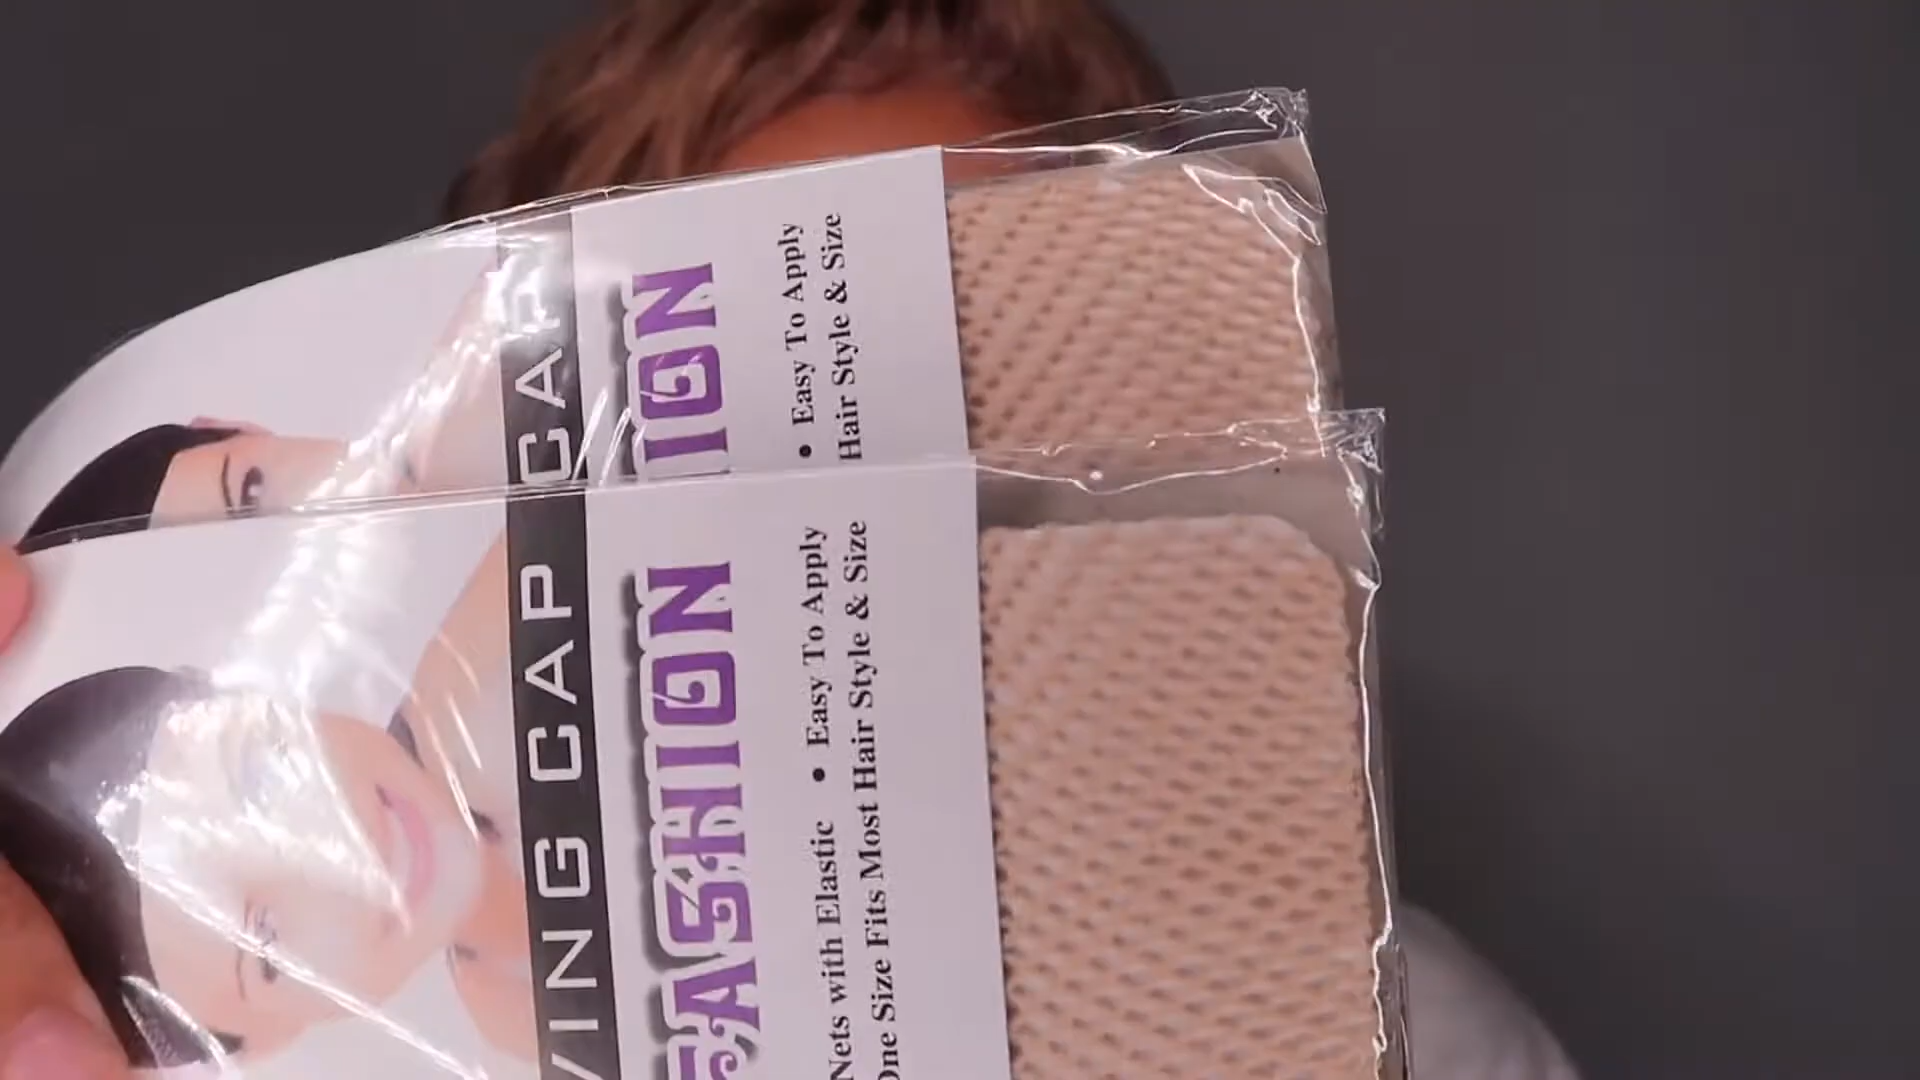 CA
ION
• Easy To Apply
Hair Style & Size
VING CAP
FASHION
Nets with Elastic • Easy To Apply
One Size Fits Most Hair Style & Size